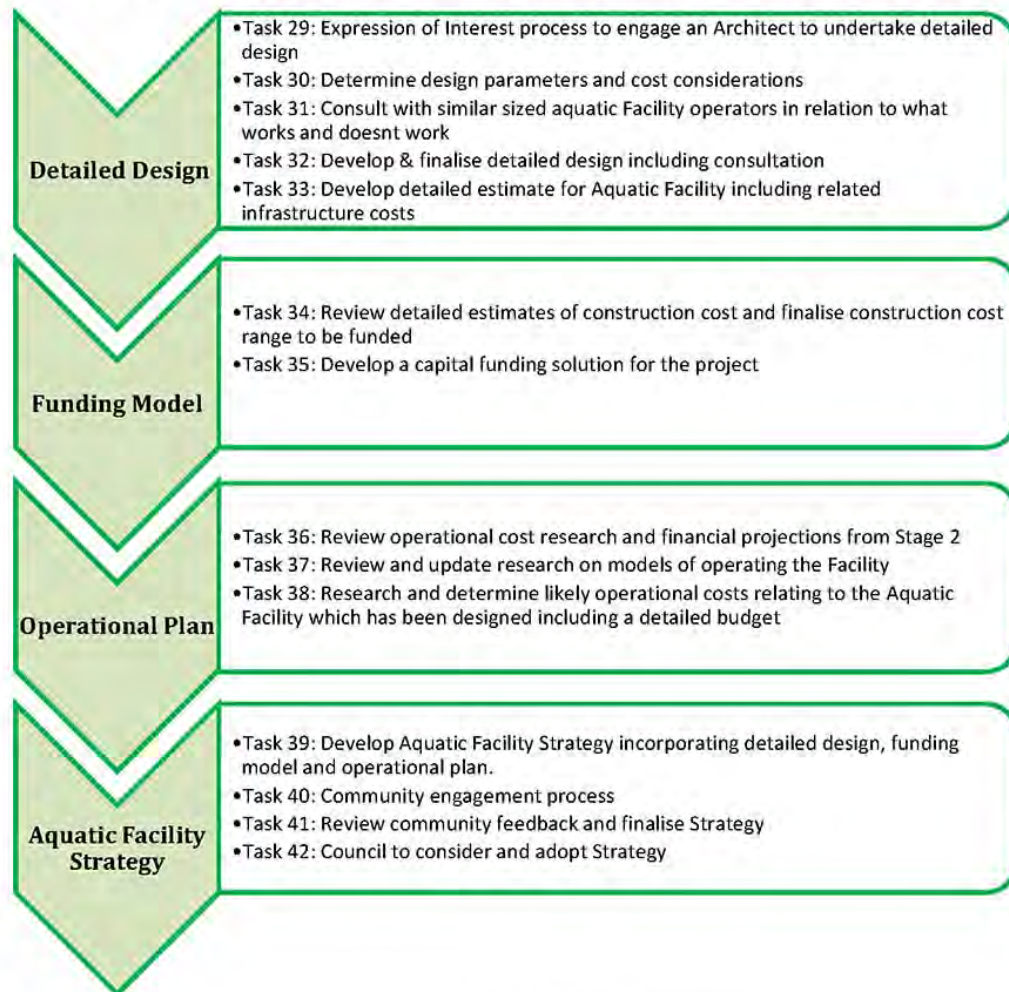 •Task 29: Expression of Interest process to engage an Architect to undertake detailed
design
•Task 30: Determine design parameters and cost considerations
•Task 31: Consult with similar sized aquatic Facility operators in relation to what
works and doesnt work
Detailed Design
•Task 32: Develop & finalise detailed design including consultation
•Task 33: Develop detailed estimate for Aquatic Facility including related
infrastructure costs
•Task 34: Review detailed estimates of construction cost and finalise construction cost
range to be funded
•Task 35: Develop a capital funding solution for the project
Funding Model
•Task 36: Review operational cost research and financial projections from Stage 2
•Task 37: Review and update research on models of operating the Facility
•Task 38: Research and determine likely operational costs relating to the Aquatic
Facility which has been designed including a detailed budget
Operational Plan
•Task 39: Develop Aquatic Facility Strategy incorporating detailed design, funding
model and operational plan.
•Task 40: Community engagement process
•Task 41: Review community feedback and finalise Strategy
•Task 42: Council to consider and adopt Strategy
Aquatic Facility
Strategy